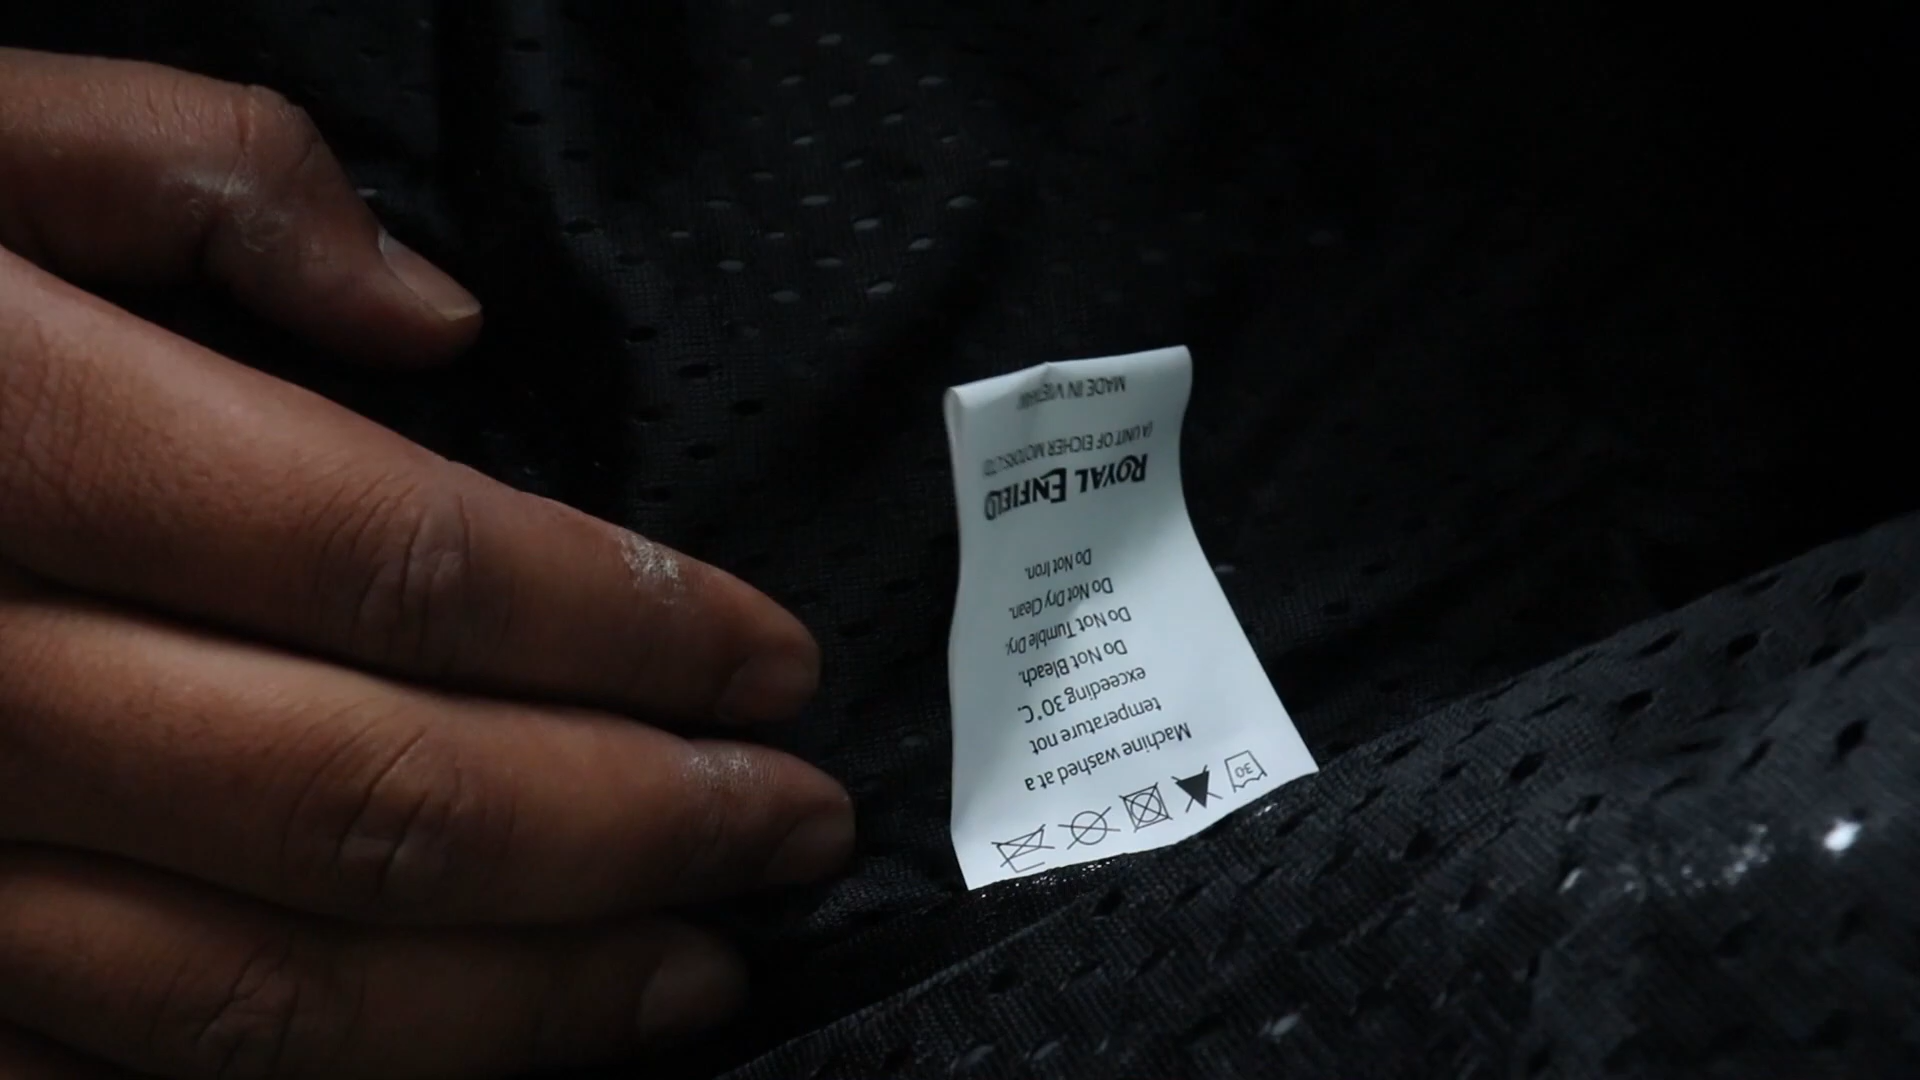 30
Machine washed at a
temperature not
exceeding 30°C.
Do Not Bleach.
Do Not Tumble Dry.
Do Not Dry Clean.
Do Not Iron.
ROYAL ENFIELD
(A UNIT OF EICHER MOTORS LTD)
MADE IN VIETNAM